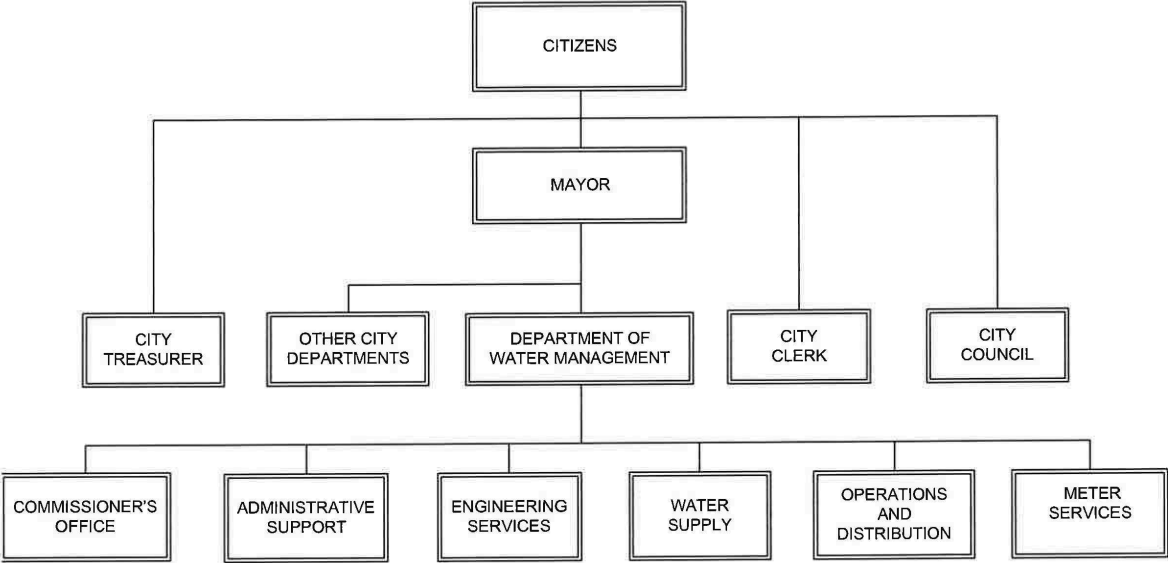 CITIZENS
MAYOR
CITY
TREASURER
OTHER CITY
DEPARTMENTS
DEPARTMENT OF
WATER MANAGEMENT
CITY
CLERK
CITY
COUNCIL
COMMISSIONER'S
OFFICE
ADMINISTRATIVE
SUPPORT
ENGINEERING
SERVICES
WATER
SUPPLY
OPERATIONS
AND
DISTRIBUTION
METER
SERVICES